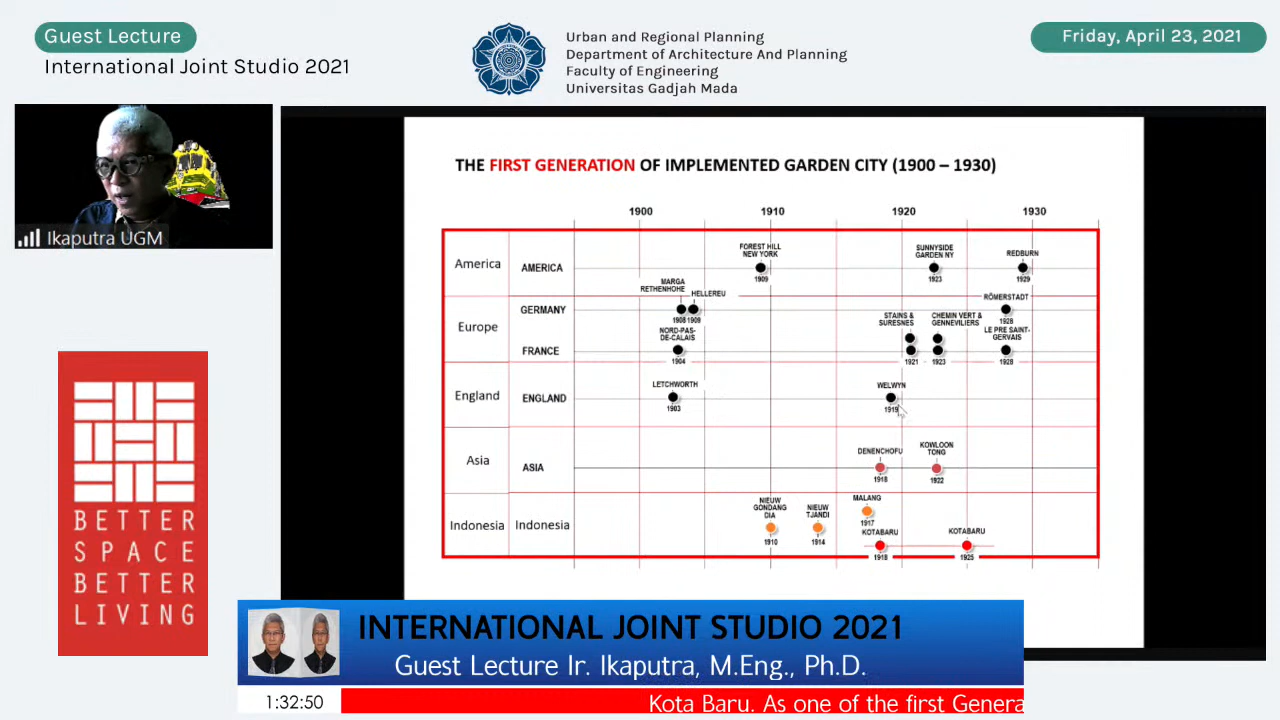 Guest Lecture
International Joint Studio 2021
Urban and Regional Planning
Department of Architecture And Planning
Faculty of Engineering
Universitas Gadjah Mada
Friday, April 23, 2021
Ikaputra UGM
THE FIRST GENERATION OF IMPLEMENTED GARDEN CITY (1900 – 1930)
1900 1910 1920 1930
America AMERICA
FOREST HILL
NEW YORK
1909
SUNNYSIDE
GARDEN NY
1923
REDBURN
1929
Europe
GERMANY
MARGA
RETHENHOHE
1908
HELLEREU
1909
RÖMERSTADT
1928
FRANCE
NORD-PAS-
DE-CALAIS
1904
STAINS &
SURESNES
1921
CHEMIN VERT &
GENNEVILIERS
1923
LE PRE SAINT-
GERVAIS
1928
England ENGLAND
LETCHWORTH
1903
WELWYN
1919
Asia ASIA
DENENCHOFU
1918
KOWLOON
TONG
1922
Indonesia Indonesia
NIEUW
GONDANG
DIA
1910
NIEUW
TJANDI
1914
MALANG
1917
KOTABARU
1918
KOTABARU
1925
BETTER
SPACE
BETTER
LIVING
INTERNATIONAL JOINT STUDIO 2021
Guest Lecture Ir. Ikaputra, M.Eng., Ph.D.
1:32:50
Kota Baru. As one of the first Genera